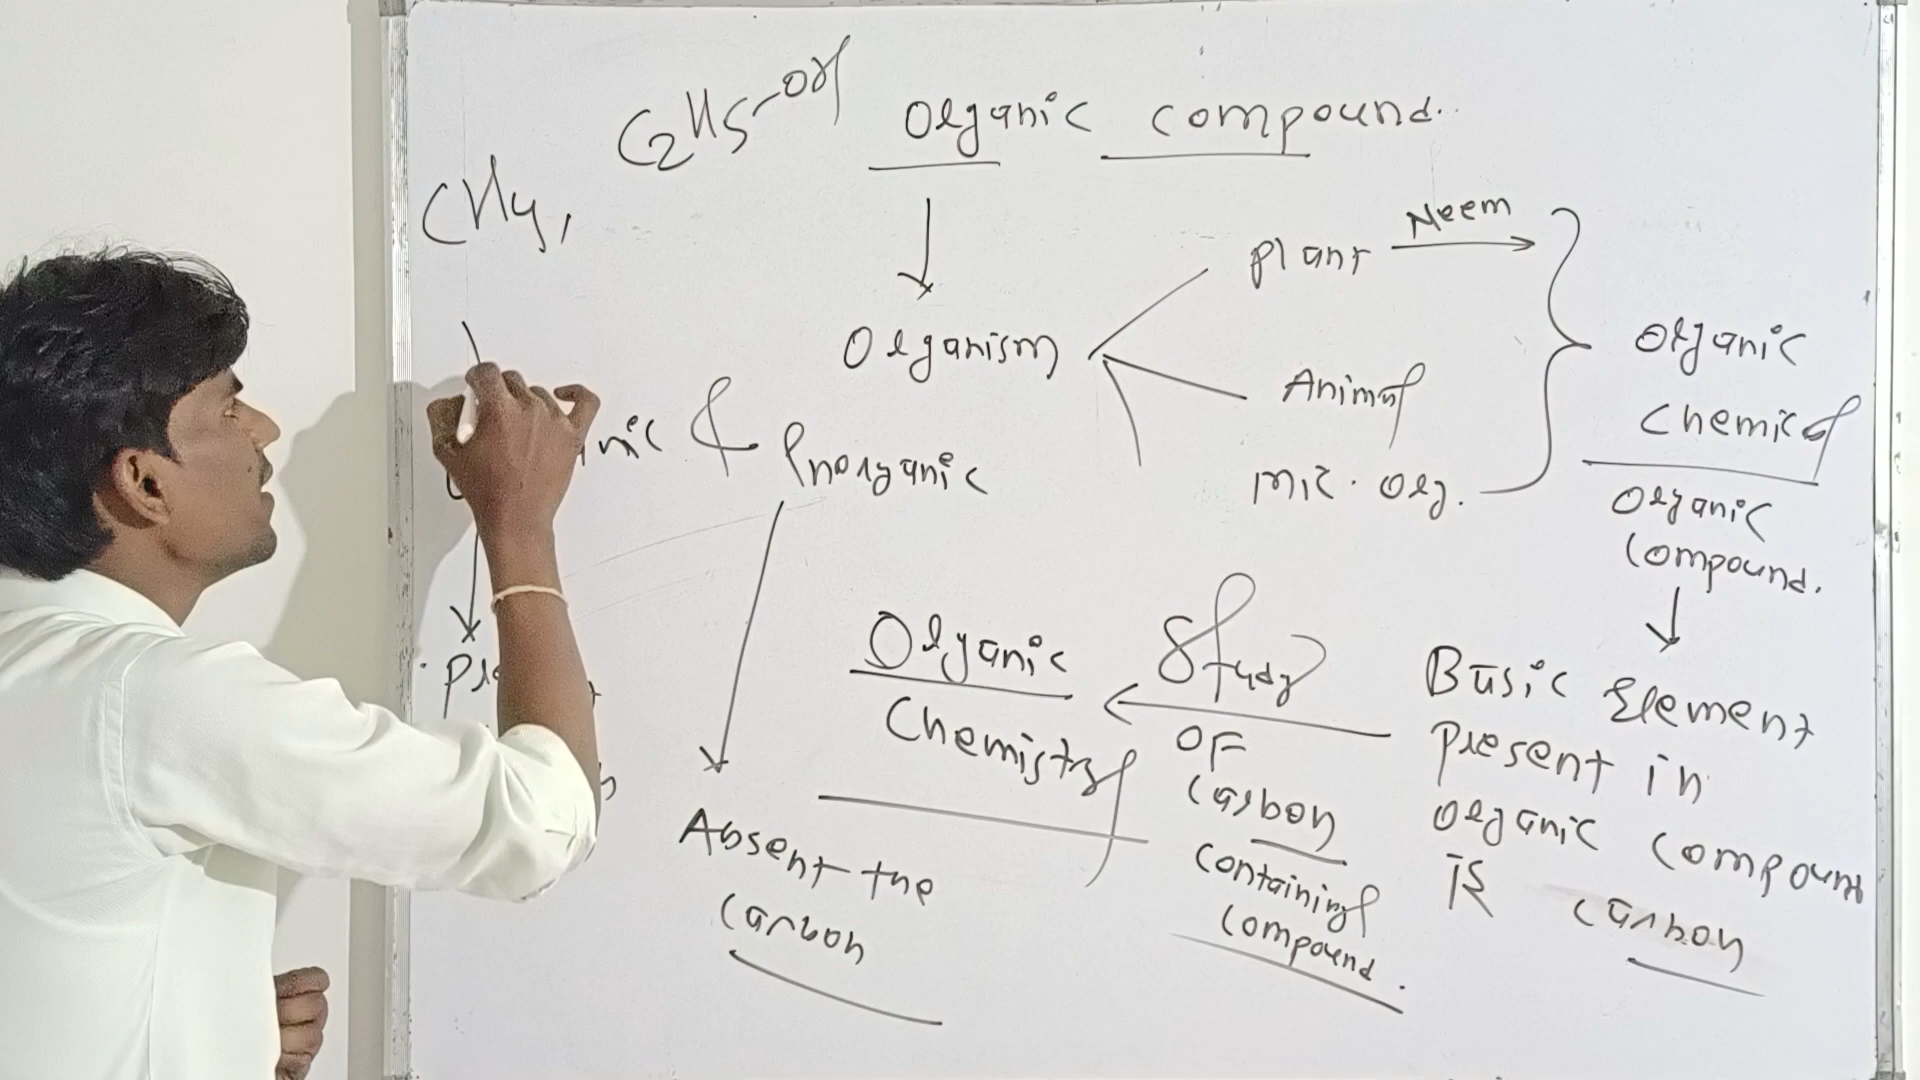 C2H5-OH
Organic compound.
CH4,
Neem
plant
Organism
Organic
Chemical
Animal
& Inorganic
mic. Org.
Organic
compound.
Organic
Chemistry
Study
OF
carbon
containing
compound.
Basic Element
present in
organic compound
is carbon
Absent the
carbon